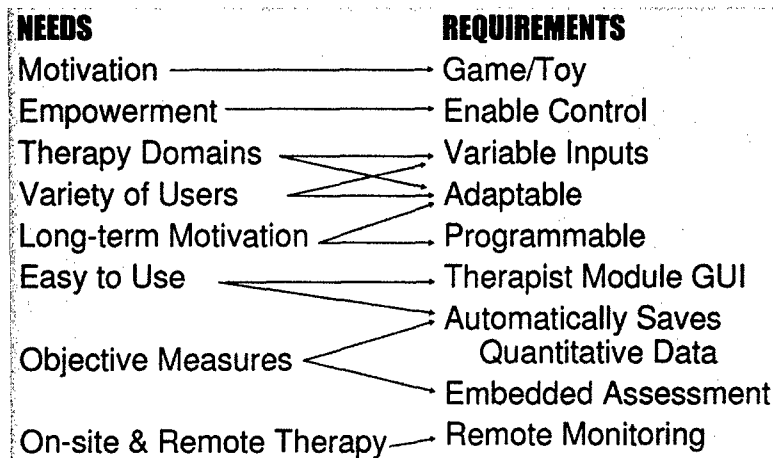 NEEDS REQUIREMENTS
Motivation Game/Toy
Empowerment Enable Control
Therapy Domains Variable Inputs
Variety of Users Adaptable
Long-term Motivation Programmable
Easy to Use Therapist Module GUI
Automatically Saves
Quantitative Data
Objective Measures
Embedded Assessment
On-site & Remote Therapy Remote Monitoring